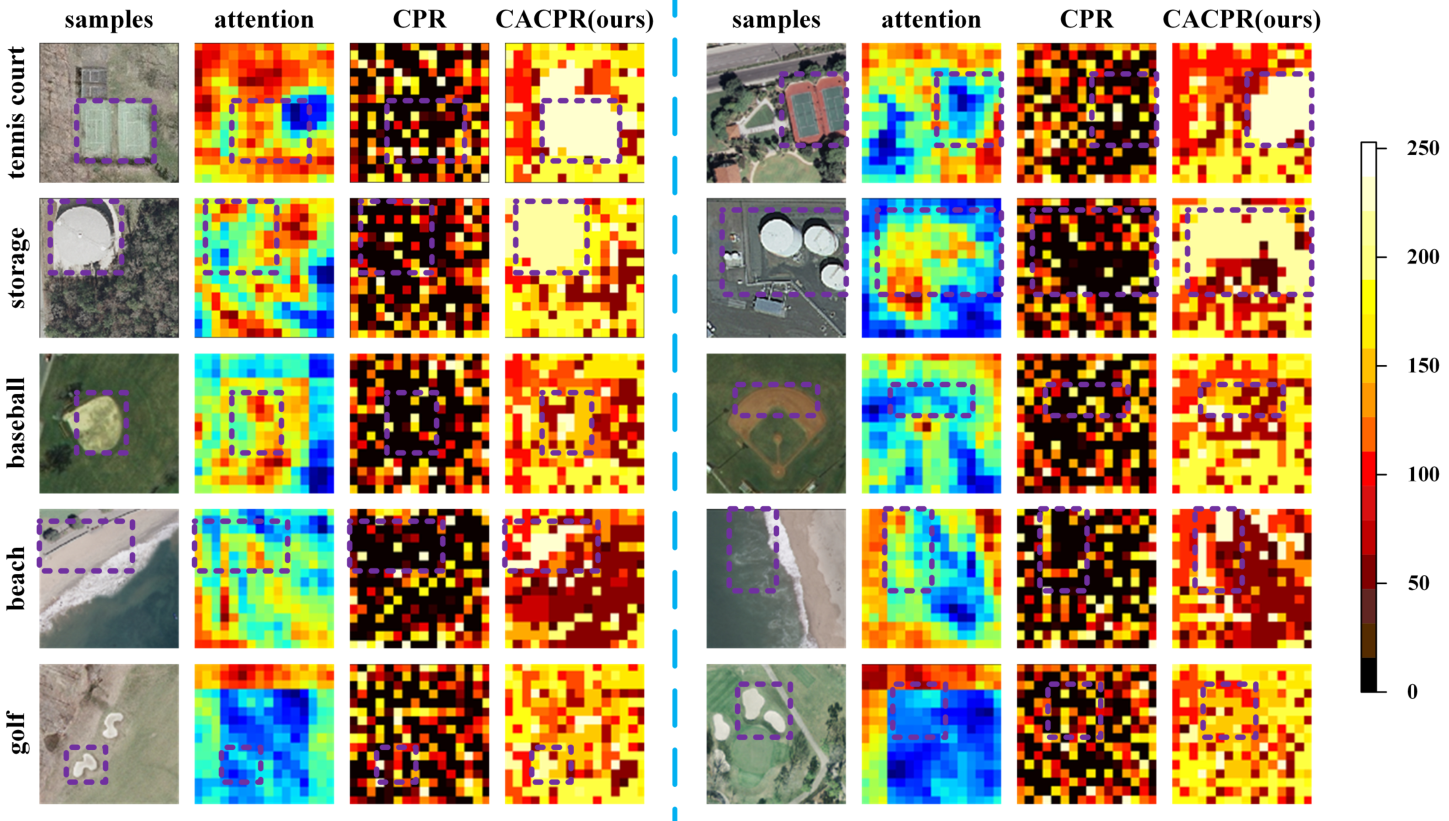 samples attention CPR CACPR(ours) samples attention CPR CACPR(ours)
tennis court
storage
baseball
beach
golf
250
200
150
100
50
0